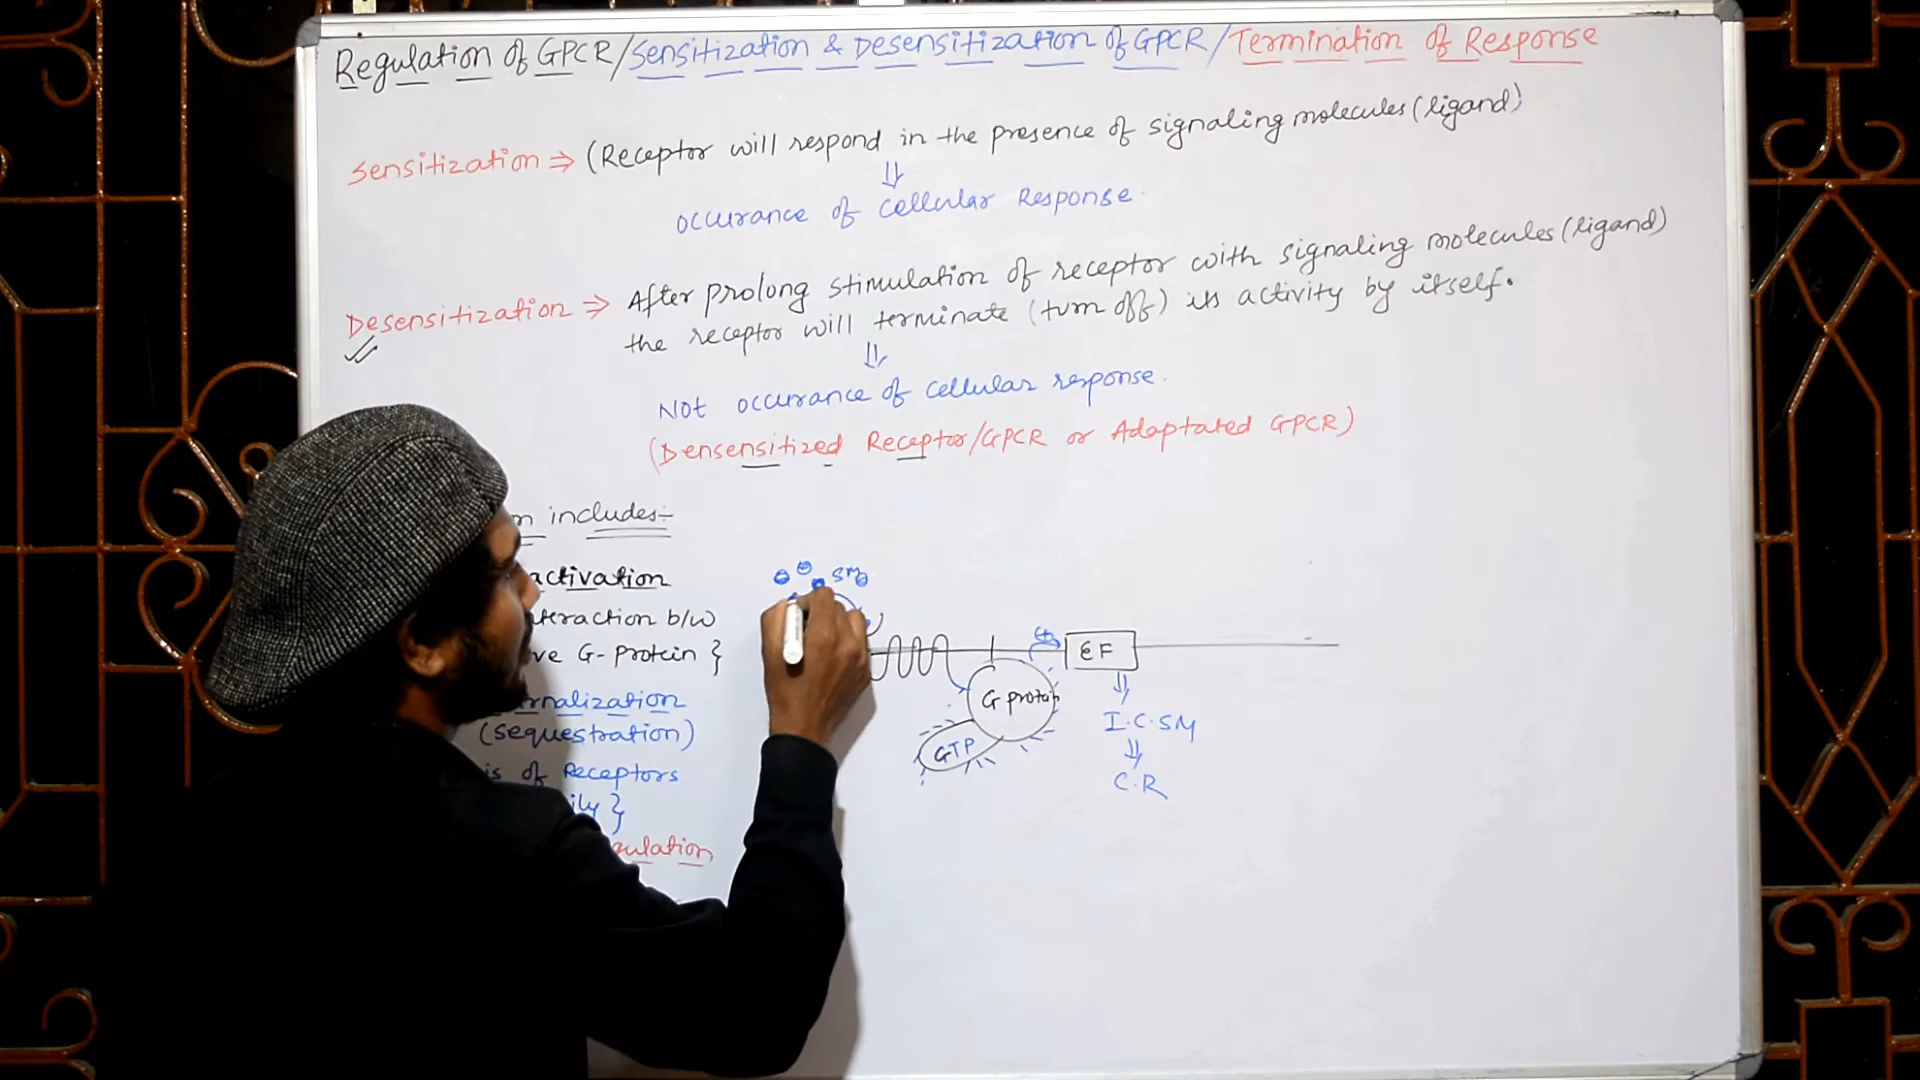 Regulation of GPCR/Sensitization & Desensitization of GPCR/Termination of Response
Sensitization ⇒ (Receptor will respond in the presence of signaling molecules (ligand)
⇓
Occurance of cellular Response.
Desensitization ⇒ After prolong stimulation of receptor with signaling molecules (ligand)
the receptor will terminate (turn off) its activity by itself.
⇓
Not occurance of cellular response.
(Densensitized Receptor/GPCR or Adaptated GPCR)
includes:-
activation
b/w
G-Protein }
(sequestration)
of Receptors
}
SM
(+)
EF
G protein
GTP
⇓
I.C.SM
⇓
C.R